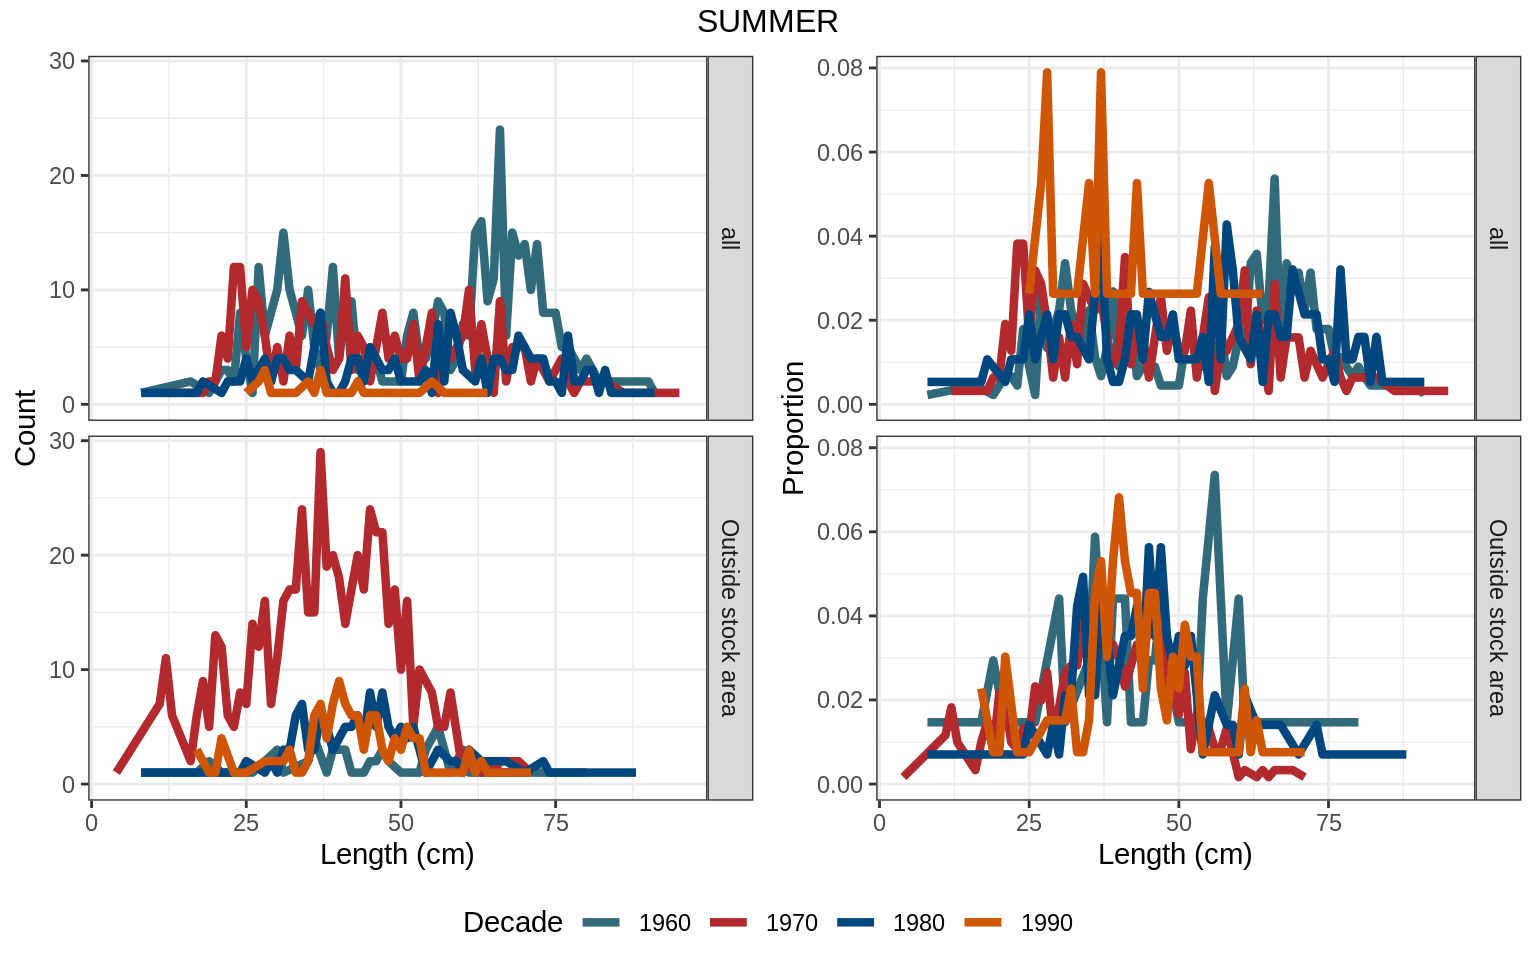 SUMMER
Count
30
20
10
0
all
30
20
10
0
Outside stock area
0 25 50 75
Length (cm)
Proportion
0.08
0.06
0.04
0.02
0.00
all
0.08
0.06
0.04
0.02
0.00
Outside stock area
0 25 50 75
Length (cm)
Decade 1960 1970 1980 1990